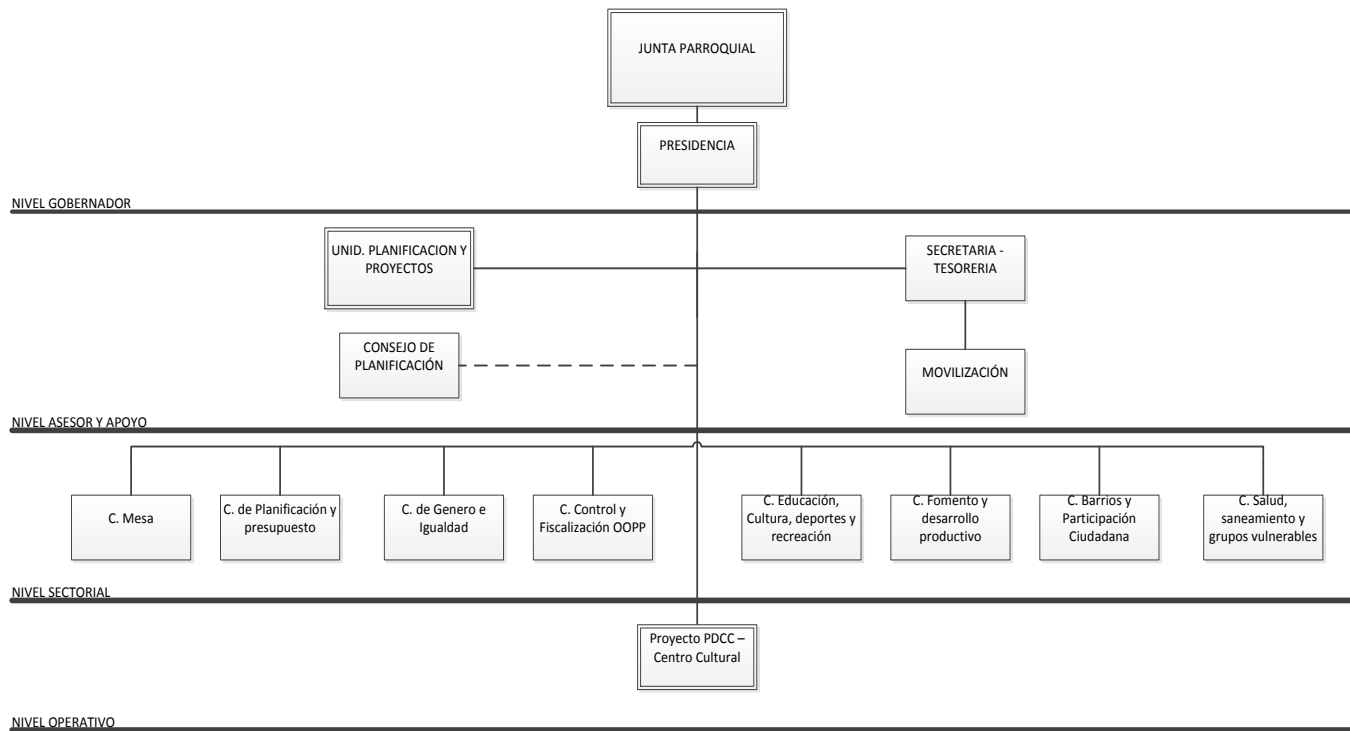 JUNTA PARROQUIAL
PRESIDENCIA
NIVEL GOBERNADOR
UNID. PLANIFICACION Y
PROYECTOS
SECRETARIA -
TESORERIA
CONSEJO DE
PLANIFICACIÓN
MOVILIZACIÓN
NIVEL ASESOR Y APOYO
C. Mesa
C. de Planificación y
presupuesto
C. de Genero e
Igualdad
C. Control y
Fiscalización OOPP
C. Educación,
Cultura, deportes y
recreación
C. Fomento y
desarrollo
productivo
C. Barrios y
Participación
Ciudadana
C. Salud,
saneamiento y
grupos vulnerables
NIVEL SECTORIAL
Proyecto PDCC –
Centro Cultural
NIVEL OPERATIVO